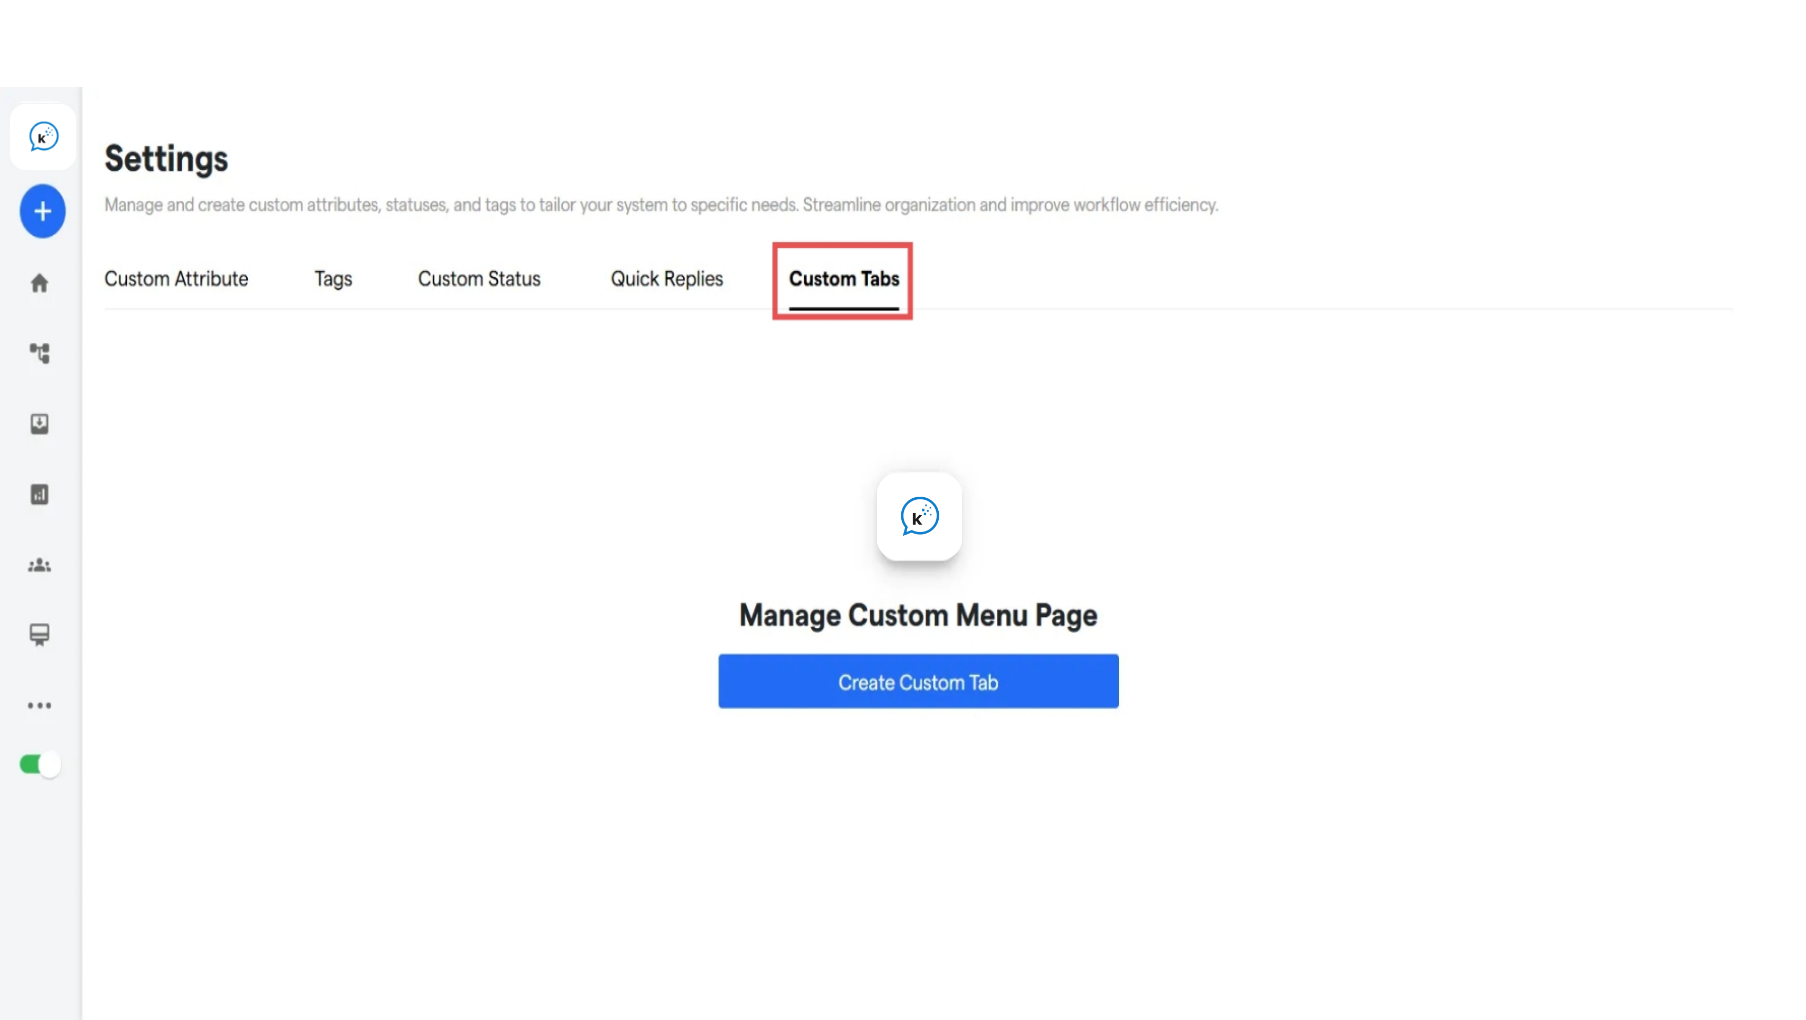 k
Settings
Manage and create custom attributes, statuses, and tags to tailor your system to specific needs. Streamline organization and improve workflow efficiency.
Custom Attribute Tags Custom Status Quick Replies Custom Tabs
k
Manage Custom Menu Page
Create Custom Tab